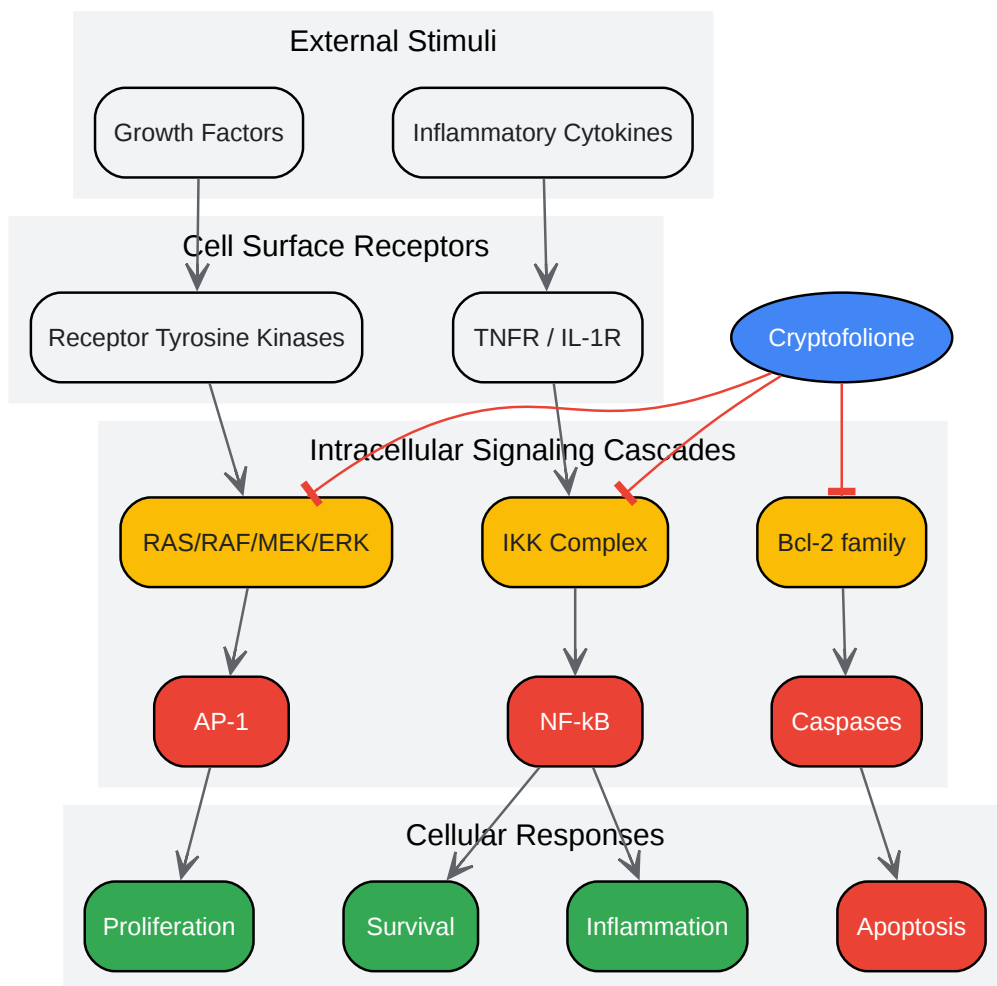 External Stimuli
Growth Factors
Inflammatory Cytokines
Cell Surface Receptors
Receptor Tyrosine Kinases
TNFR / IL-1R
Cryptofolione
Intracellular Signaling Cascades
RAS/RAF/MEK/ERK
IKK Complex
Bcl-2 family
AP-1
NF-kB
Caspases
Cellular Responses
Proliferation
Survival
Inflammation
Apoptosis